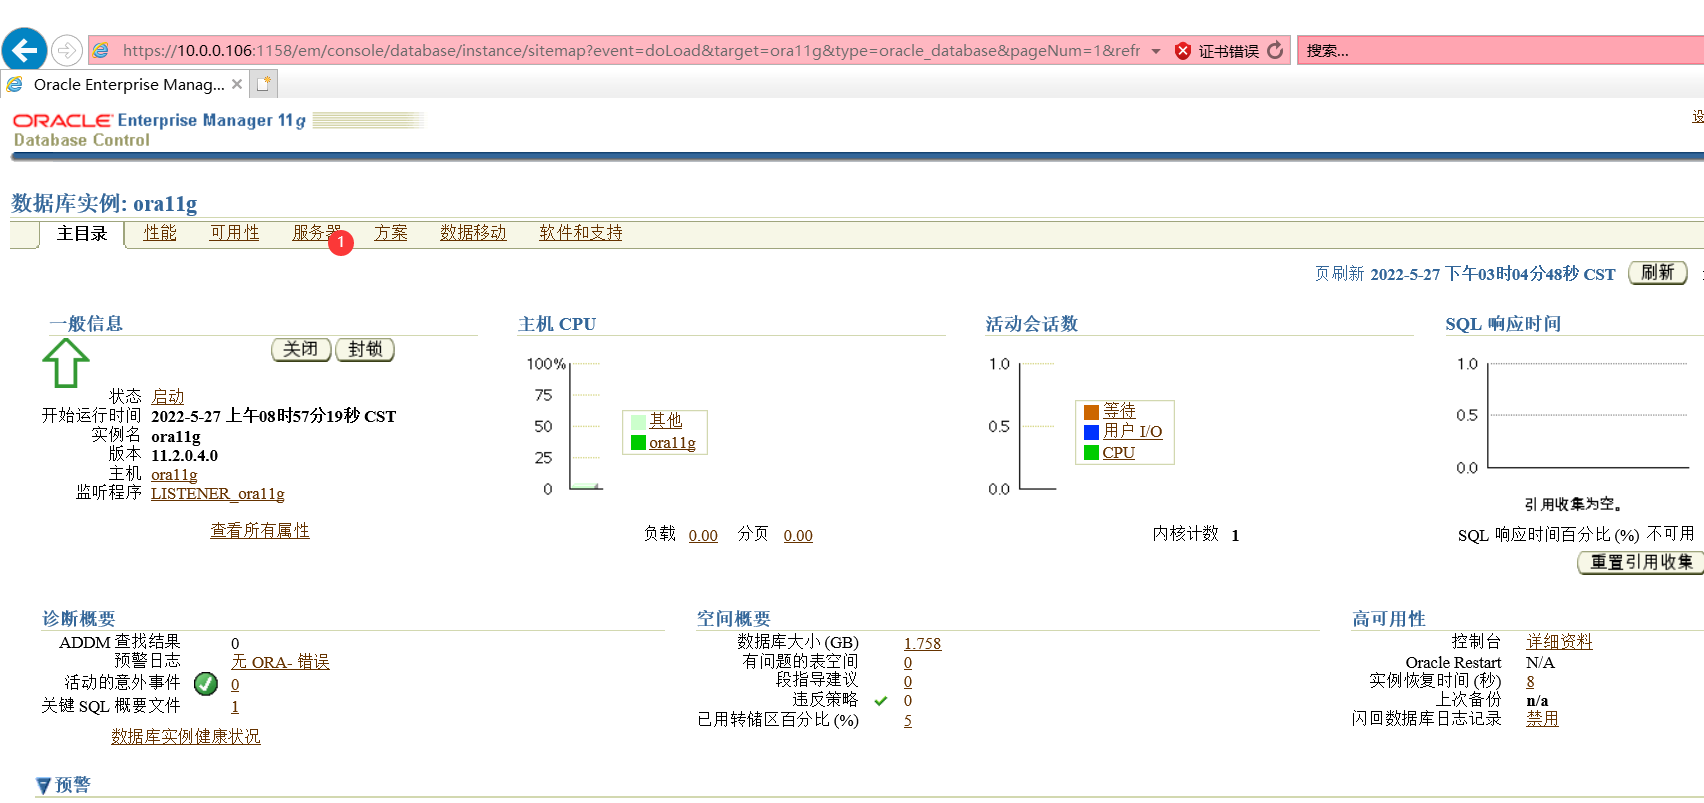 https://10.0.0.106:1158/em/console/database/instance/sitemap?event=doLoad&target=ora11g&type=oracle_database&pageNum=1&refr 证书错误 搜索...
Oracle Enterprise Manag...
ORACLE Enterprise Manager 11g
Database Control
设
数据库实例: ora11g
主目录 性能 可用性 服务器 方案 数据移动 软件和支持
1
页刷新 2022-5-27 下午03时04分48秒 CST 刷新
一般信息
关闭 封锁
状态 启动
开始运行时间 2022-5-27 上午08时57分19秒 CST
实例名 ora11g
版本 11.2.0.4.0
主机 ora11g
监听程序 LISTENER_ora11g
查看所有属性
主机 CPU
100%
75
50
25
0
其他
ora11g
负载 0.00 分页 0.00
活动会话数
1.0
0.5
0.0
等待
用户 I/O
CPU
内核计数 1
SQL 响应时间
1.0
0.5
0.0
引用收集为空。
SQL 响应时间百分比 (%) 不可用
重置引用收集
诊断概要
ADDM 查找结果 0
预警日志 无 ORA- 错误
活动的意外事件 0
关键 SQL 概要文件 1
数据库实例健康状况
空间概要
数据库大小 (GB) 1.758
有问题的表空间 0
段指导建议 0
违反策略 0
已用转储区百分比 (%) 5
高可用性
控制台 详细资料
Oracle Restart N/A
实例恢复时间 (秒) 8
上次备份 n/a
闪回数据库日志记录 禁用
预警